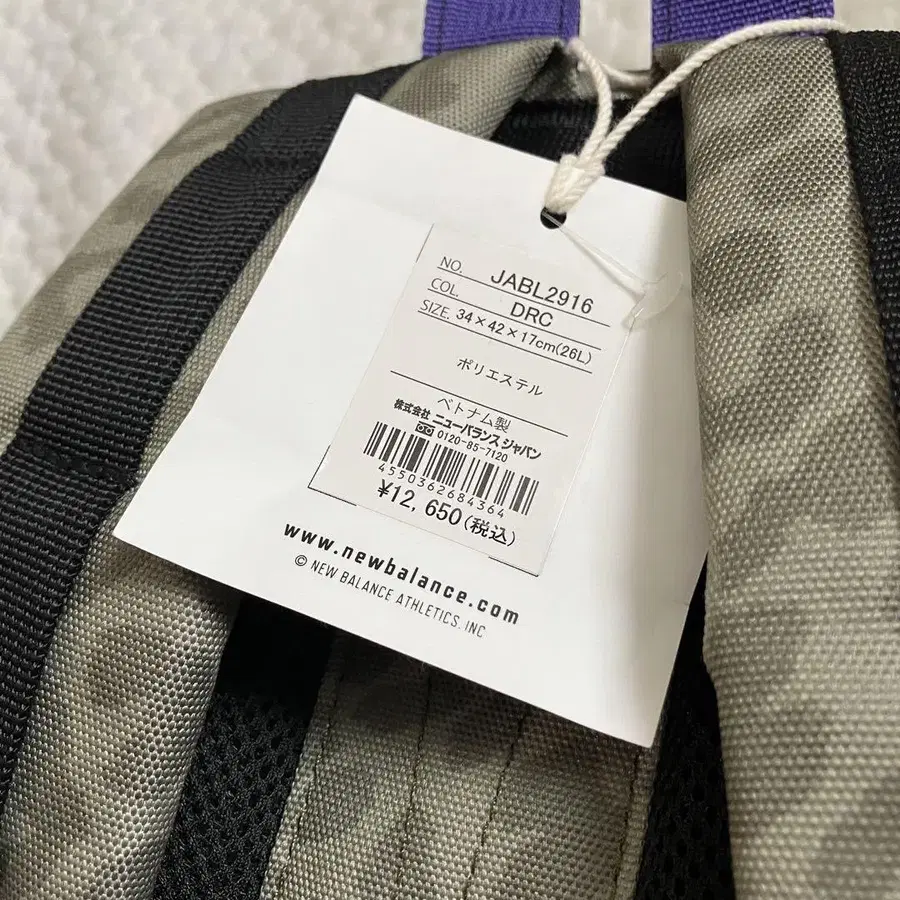 NO. JABL2916
COL. DRC
SIZE. 34×42×17cm(26L)
ポリエステル
ベトナム製
株式会社 ニューバランス ジャパン
0120-85-7120
4550362684364
¥12,650(税込)
www.newbalance.com
© NEW BALANCE ATHLETICS, INC